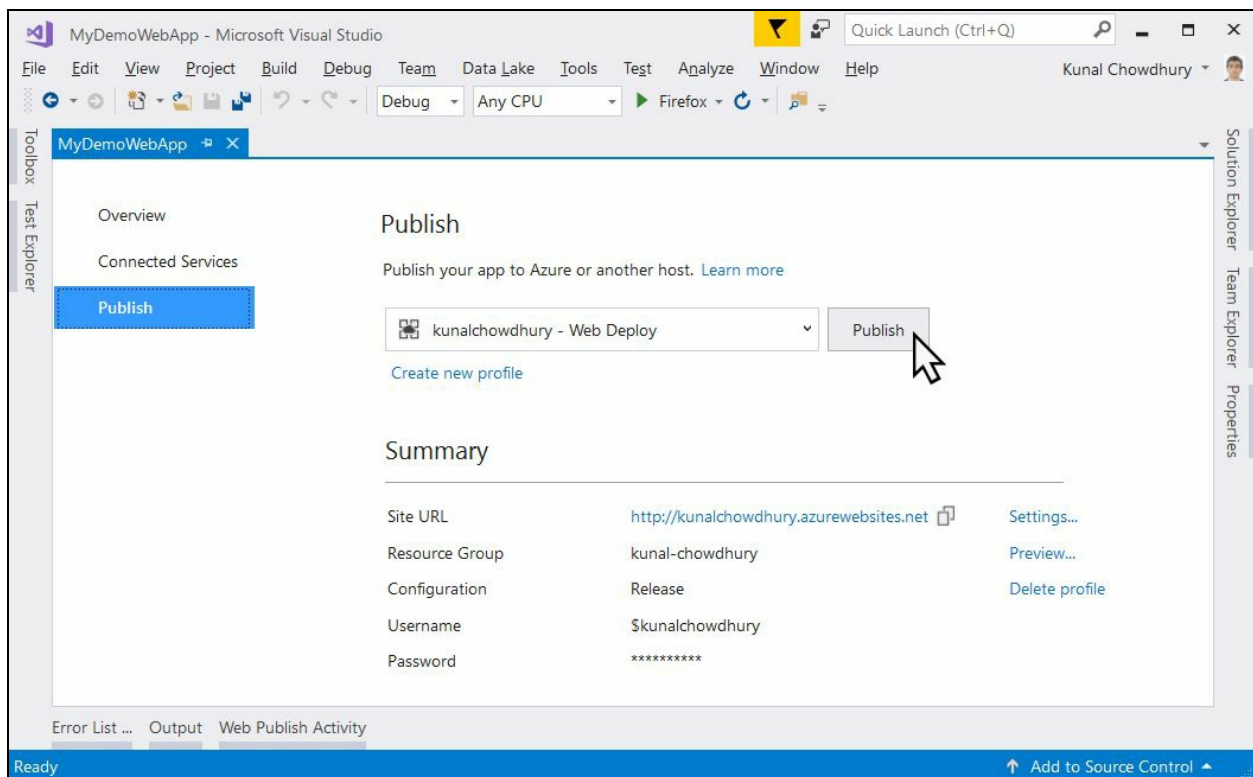 MyDemoWebApp - Microsoft Visual Studio
Quick Launch (Ctrl+Q)
File Edit View Project Build Debug Team Data Lake Tools Test Analyze Window Help Kunal Chowdhury
Debug Any CPU Firefox
Toolbox
Test Explorer
MyDemoWebApp
Overview
Connected Services
Publish
Publish
Publish your app to Azure or another host. Learn more
kunalchowdhury - Web Deploy Publish
Create new profile
Summary
Site URL http://kunalchowdhury.azurewebsites.net Settings...
Resource Group kunal-chowdhury Preview...
Configuration Release Delete profile
Username $kunalchowdhury
Password **********
Solution Explorer
Team Explorer
Properties
Error List ... Output Web Publish Activity
Ready Add to Source Control